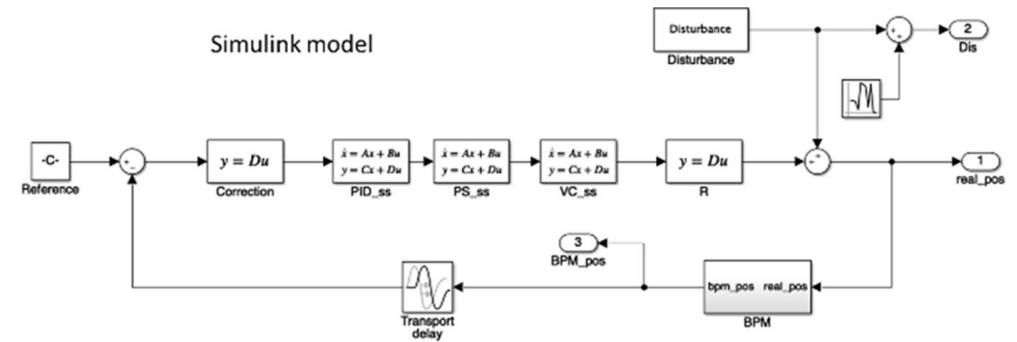 Simulink model
Disturbance
Disturbance
2
Dis
-C-
Reference
y = Du
Correction
ẋ = Ax + Bu
y = Cx + Du
PID_ss
ẋ = Ax + Bu
y = Cx + Du
PS_ss
ẋ = Ax + Bu
y = Cx + Du
VC_ss
y = Du
R
1
real_pos
3
BPM_pos
bpm_pos real_pos
BPM
Transport
delay